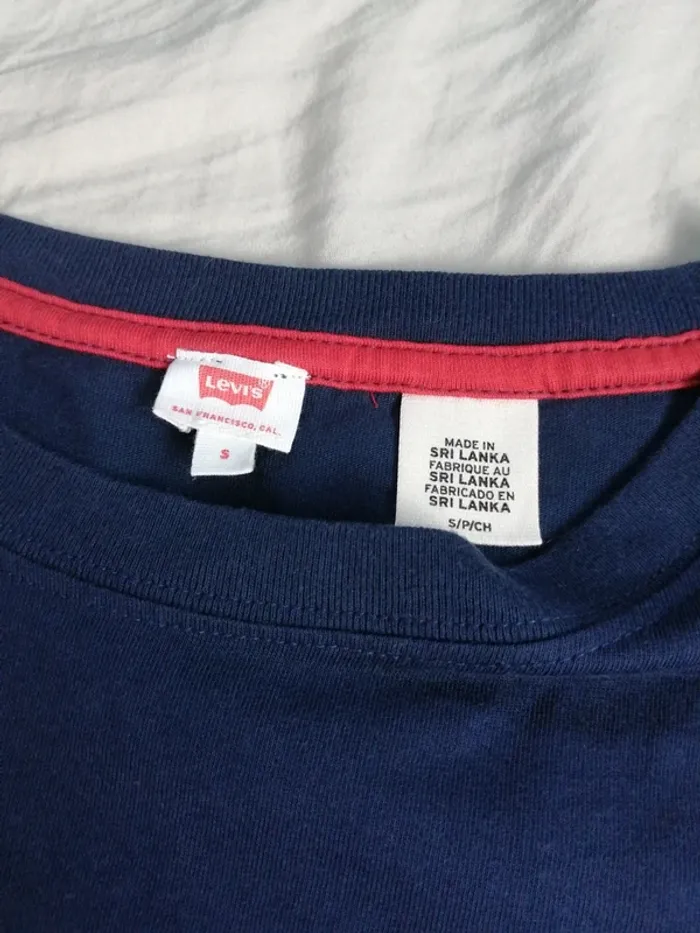 Levi's®
SAN FRANCISCO, CAL.
S
MADE IN
SRI LANKA
FABRIQUE AU
SRI LANKA
FABRICADO EN
SRI LANKA
S/P/CH